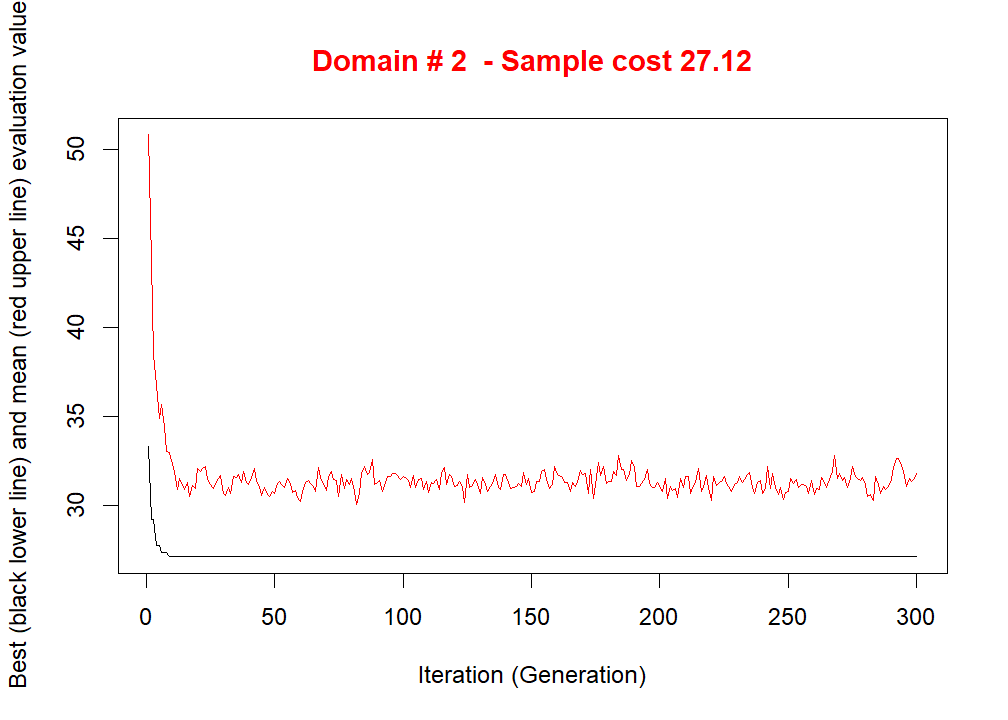 Domain # 2  - Sample cost 27.12
Best (black lower line) and mean (red upper line) evaluation value
50
45
40
35
30
0 50 100 150 200 250 300
Iteration (Generation)